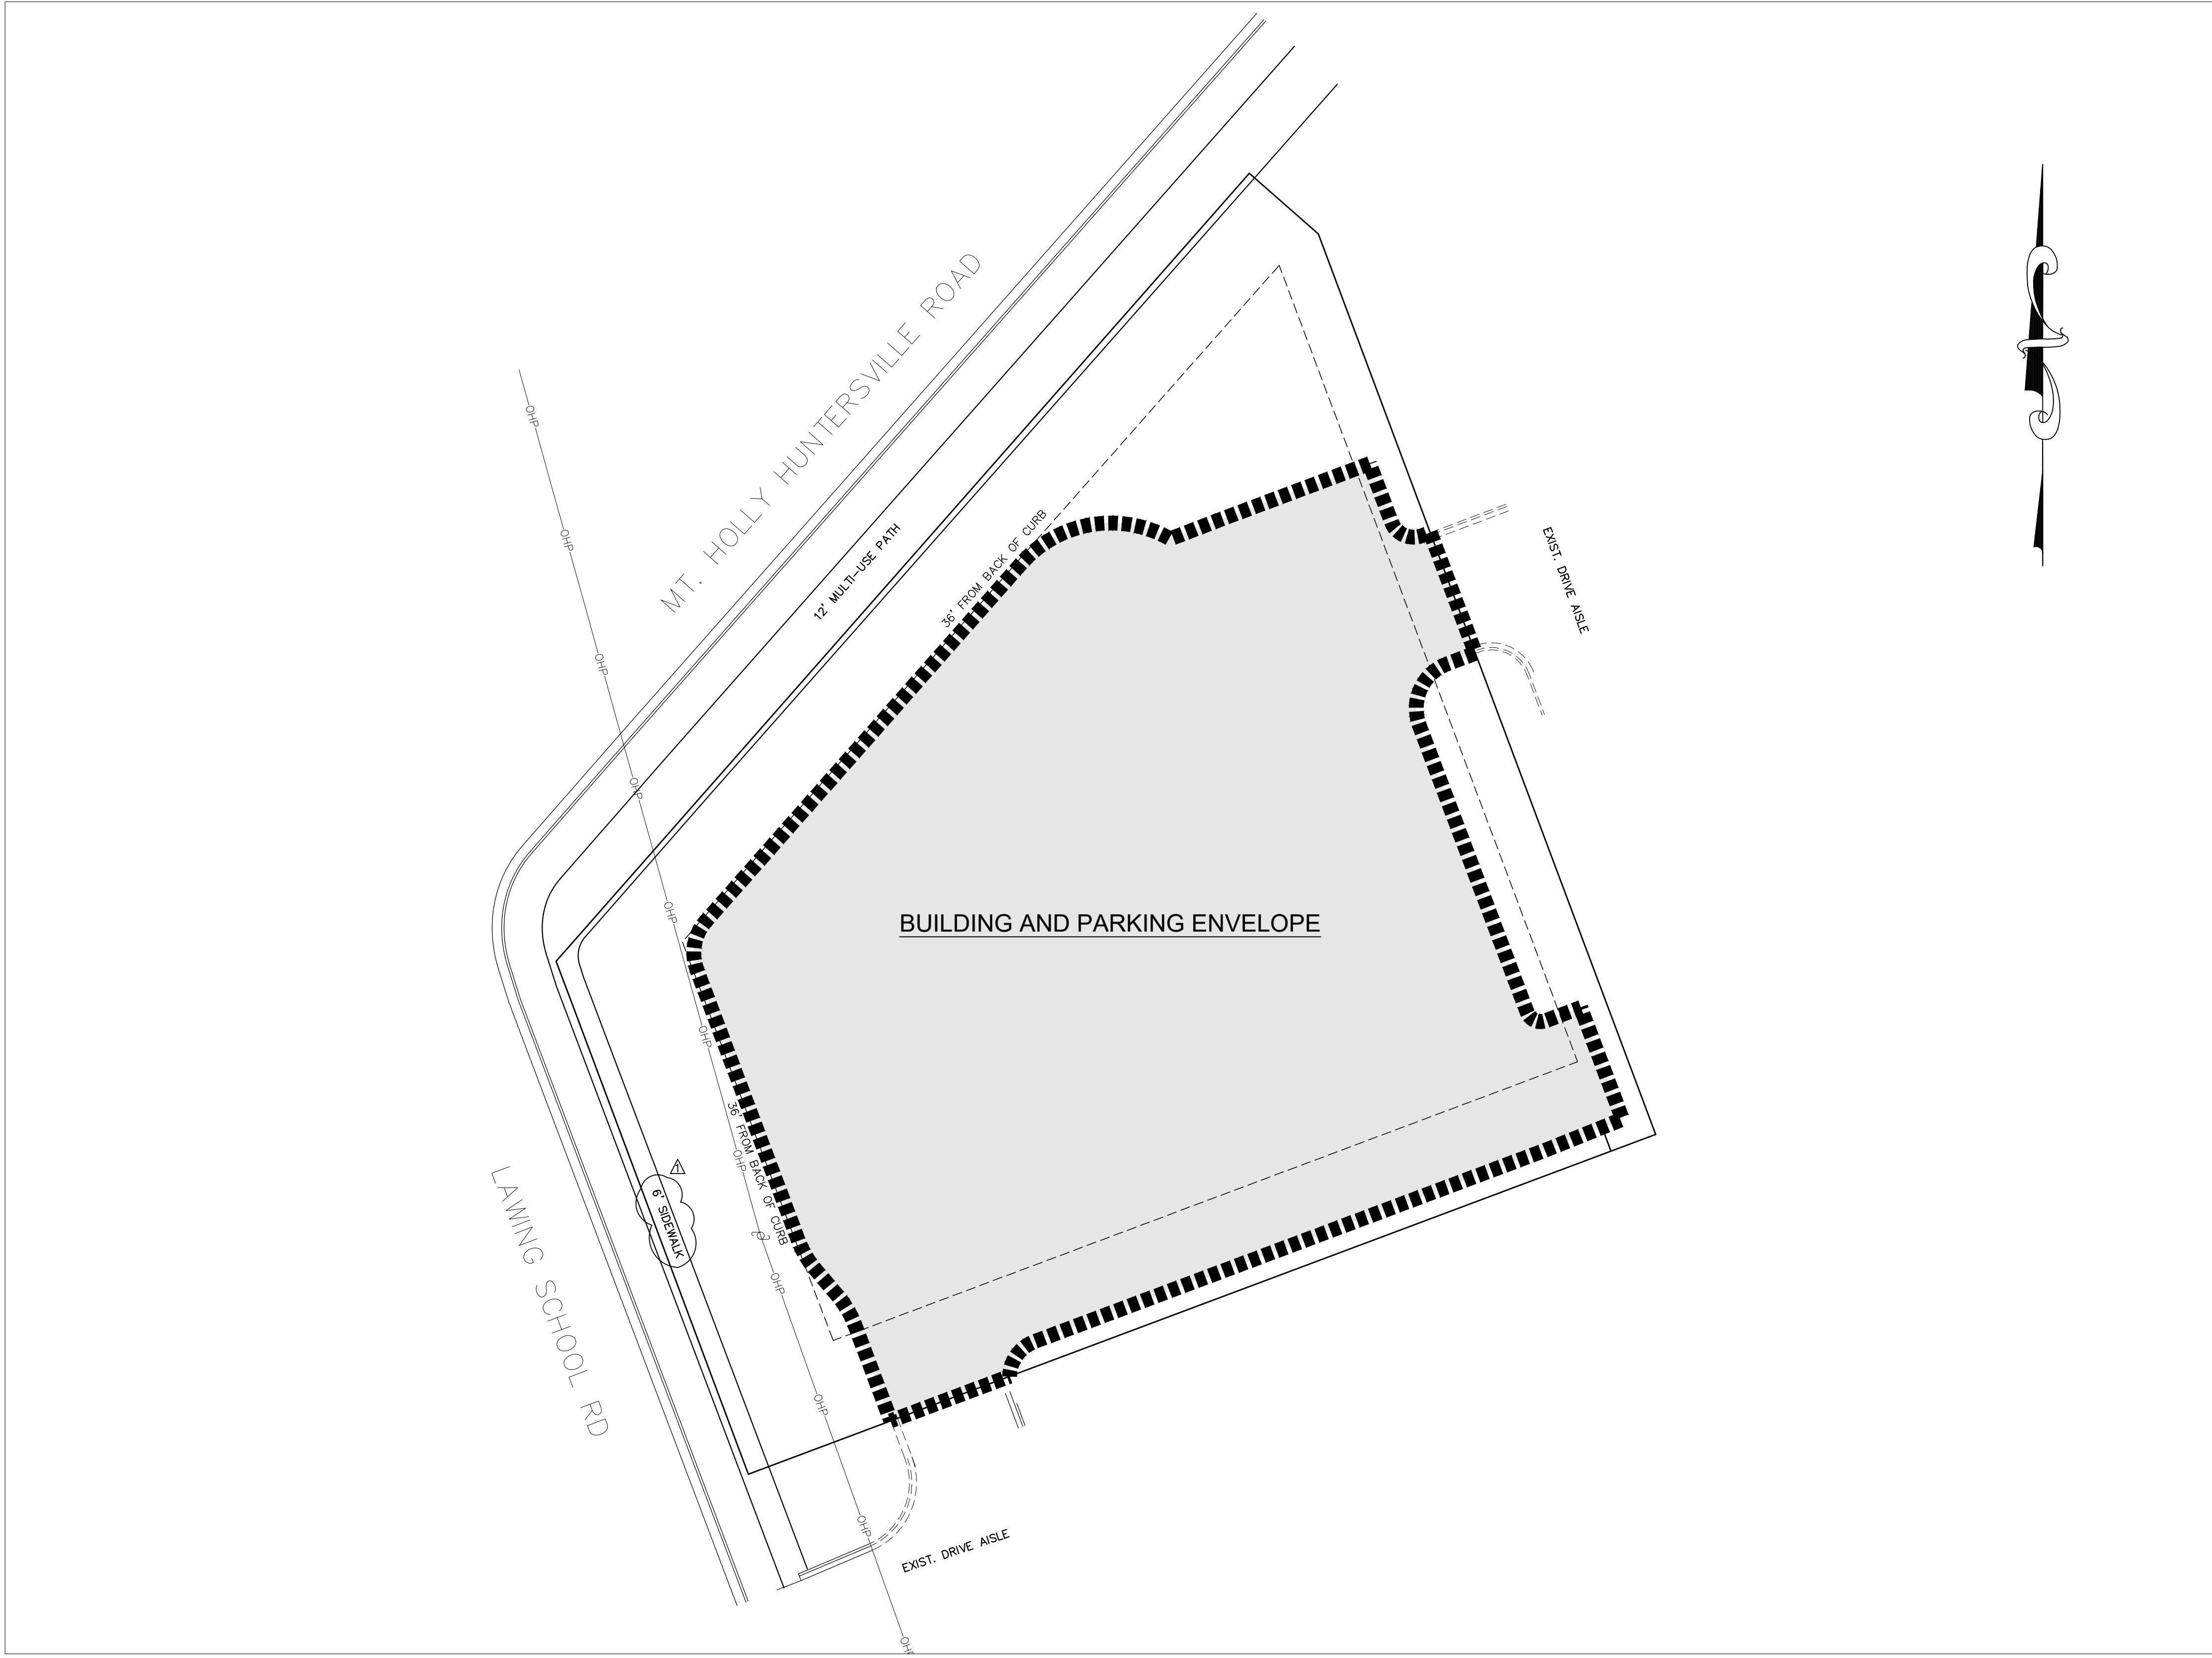 MT. HOLLY HUNTERSVILLE ROAD
12' MULTI-USE PATH
36' FROM BACK OF CURB
EXIST. DRIVE AISLE
OHP
OHP
OHP
OHP
OHP
OHP
BUILDING AND PARKING ENVELOPE
36' FROM BACK OF CURB
OHP
1
6' SIDEWALK
LAWING SCHOOL RD
OHP
OHP
OHP
EXIST. DRIVE AISLE